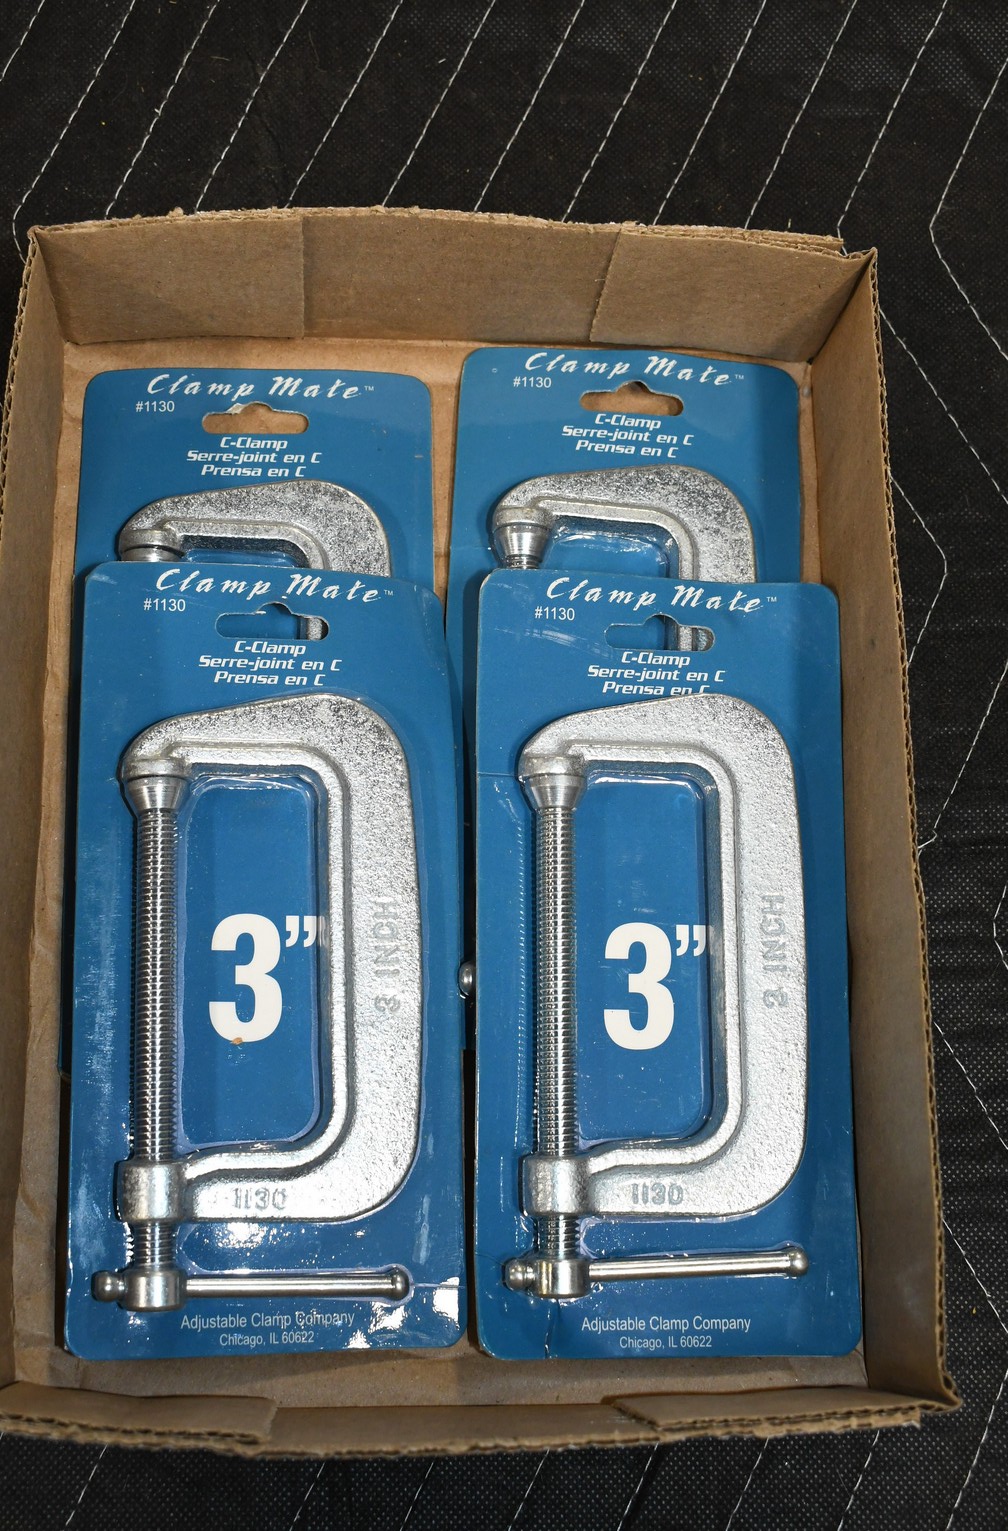 Clamp Mate™
#1130
C-Clamp
Serre-joint en C
Prensa en C
Clamp Mate™
#1130
C-Clamp
Serre-joint en C
Prensa en C
Clamp Mate™
#1130
C-Clamp
Serre-joint en C
Prensa en C
3”
3 INCH
1130
Adjustable Clamp Company
Chicago, IL 60622
Clamp Mate™
#1130
C-Clamp
Serre-joint en C
Prensa en C
3”
3 INCH
1130
Adjustable Clamp Company
Chicago, IL 60622